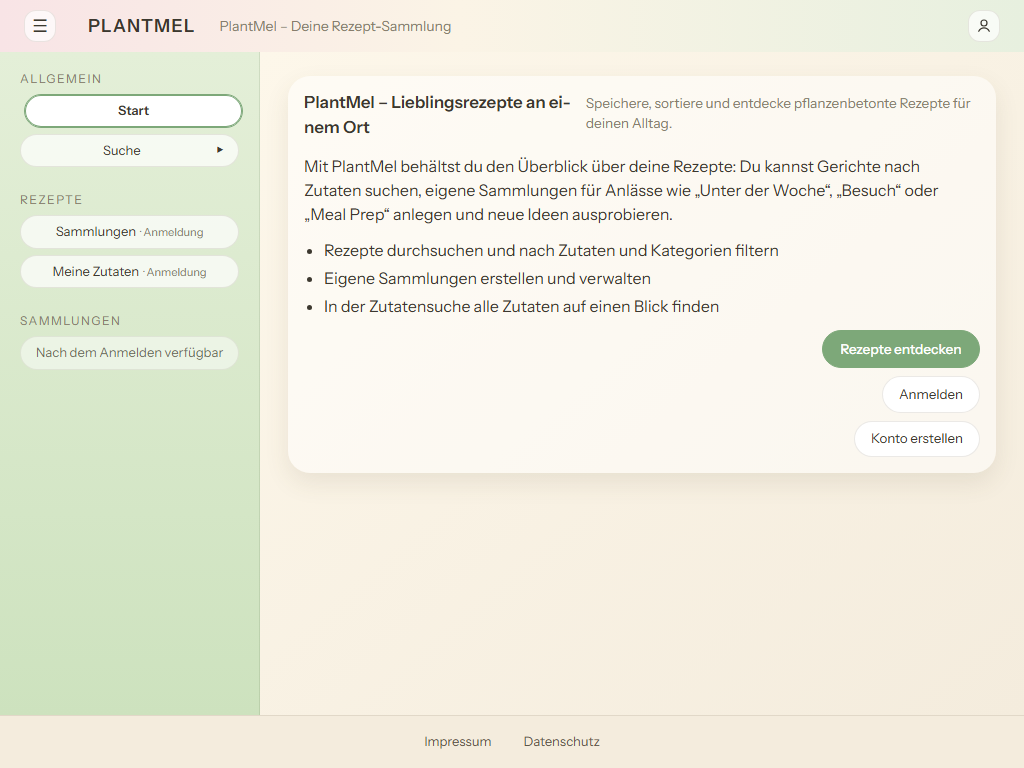 PLANTMEL
PlantMel – Deine Rezept-Sammlung
ALLGEMEIN
Start
Suche
REZEPTE
Sammlungen · Anmeldung
Meine Zutaten · Anmeldung
SAMMLUNGEN
Nach dem Anmelden verfügbar
PlantMel – Lieblingsrezepte an ei-
nem Ort
Speichere, sortiere und entdecke pflanzenbetonte Rezepte für
deinen Alltag.
Mit PlantMel behältst du den Überblick über deine Rezepte: Du kannst Gerichte nach
Zutaten suchen, eigene Sammlungen für Anlässe wie „Unter der Woche“, „Besuch“ oder
„Meal Prep“ anlegen und neue Ideen ausprobieren.
• Rezepte durchsuchen und nach Zutaten und Kategorien filtern
• Eigene Sammlungen erstellen und verwalten
• In der Zutatensuche alle Zutaten auf einen Blick finden
Rezepte entdecken
Anmelden
Konto erstellen
Impressum
Datenschutz